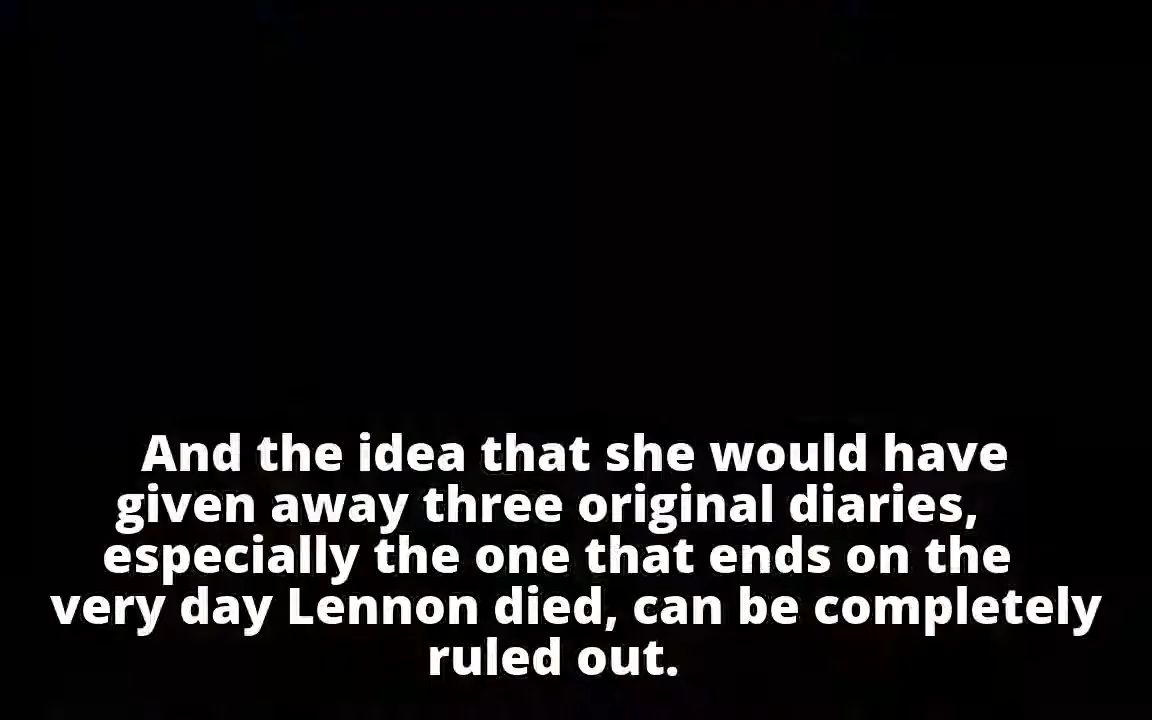 And the idea that she would have
given away three original diaries,
especially the one that ends on the
very day Lennon died, can be completely
ruled out.